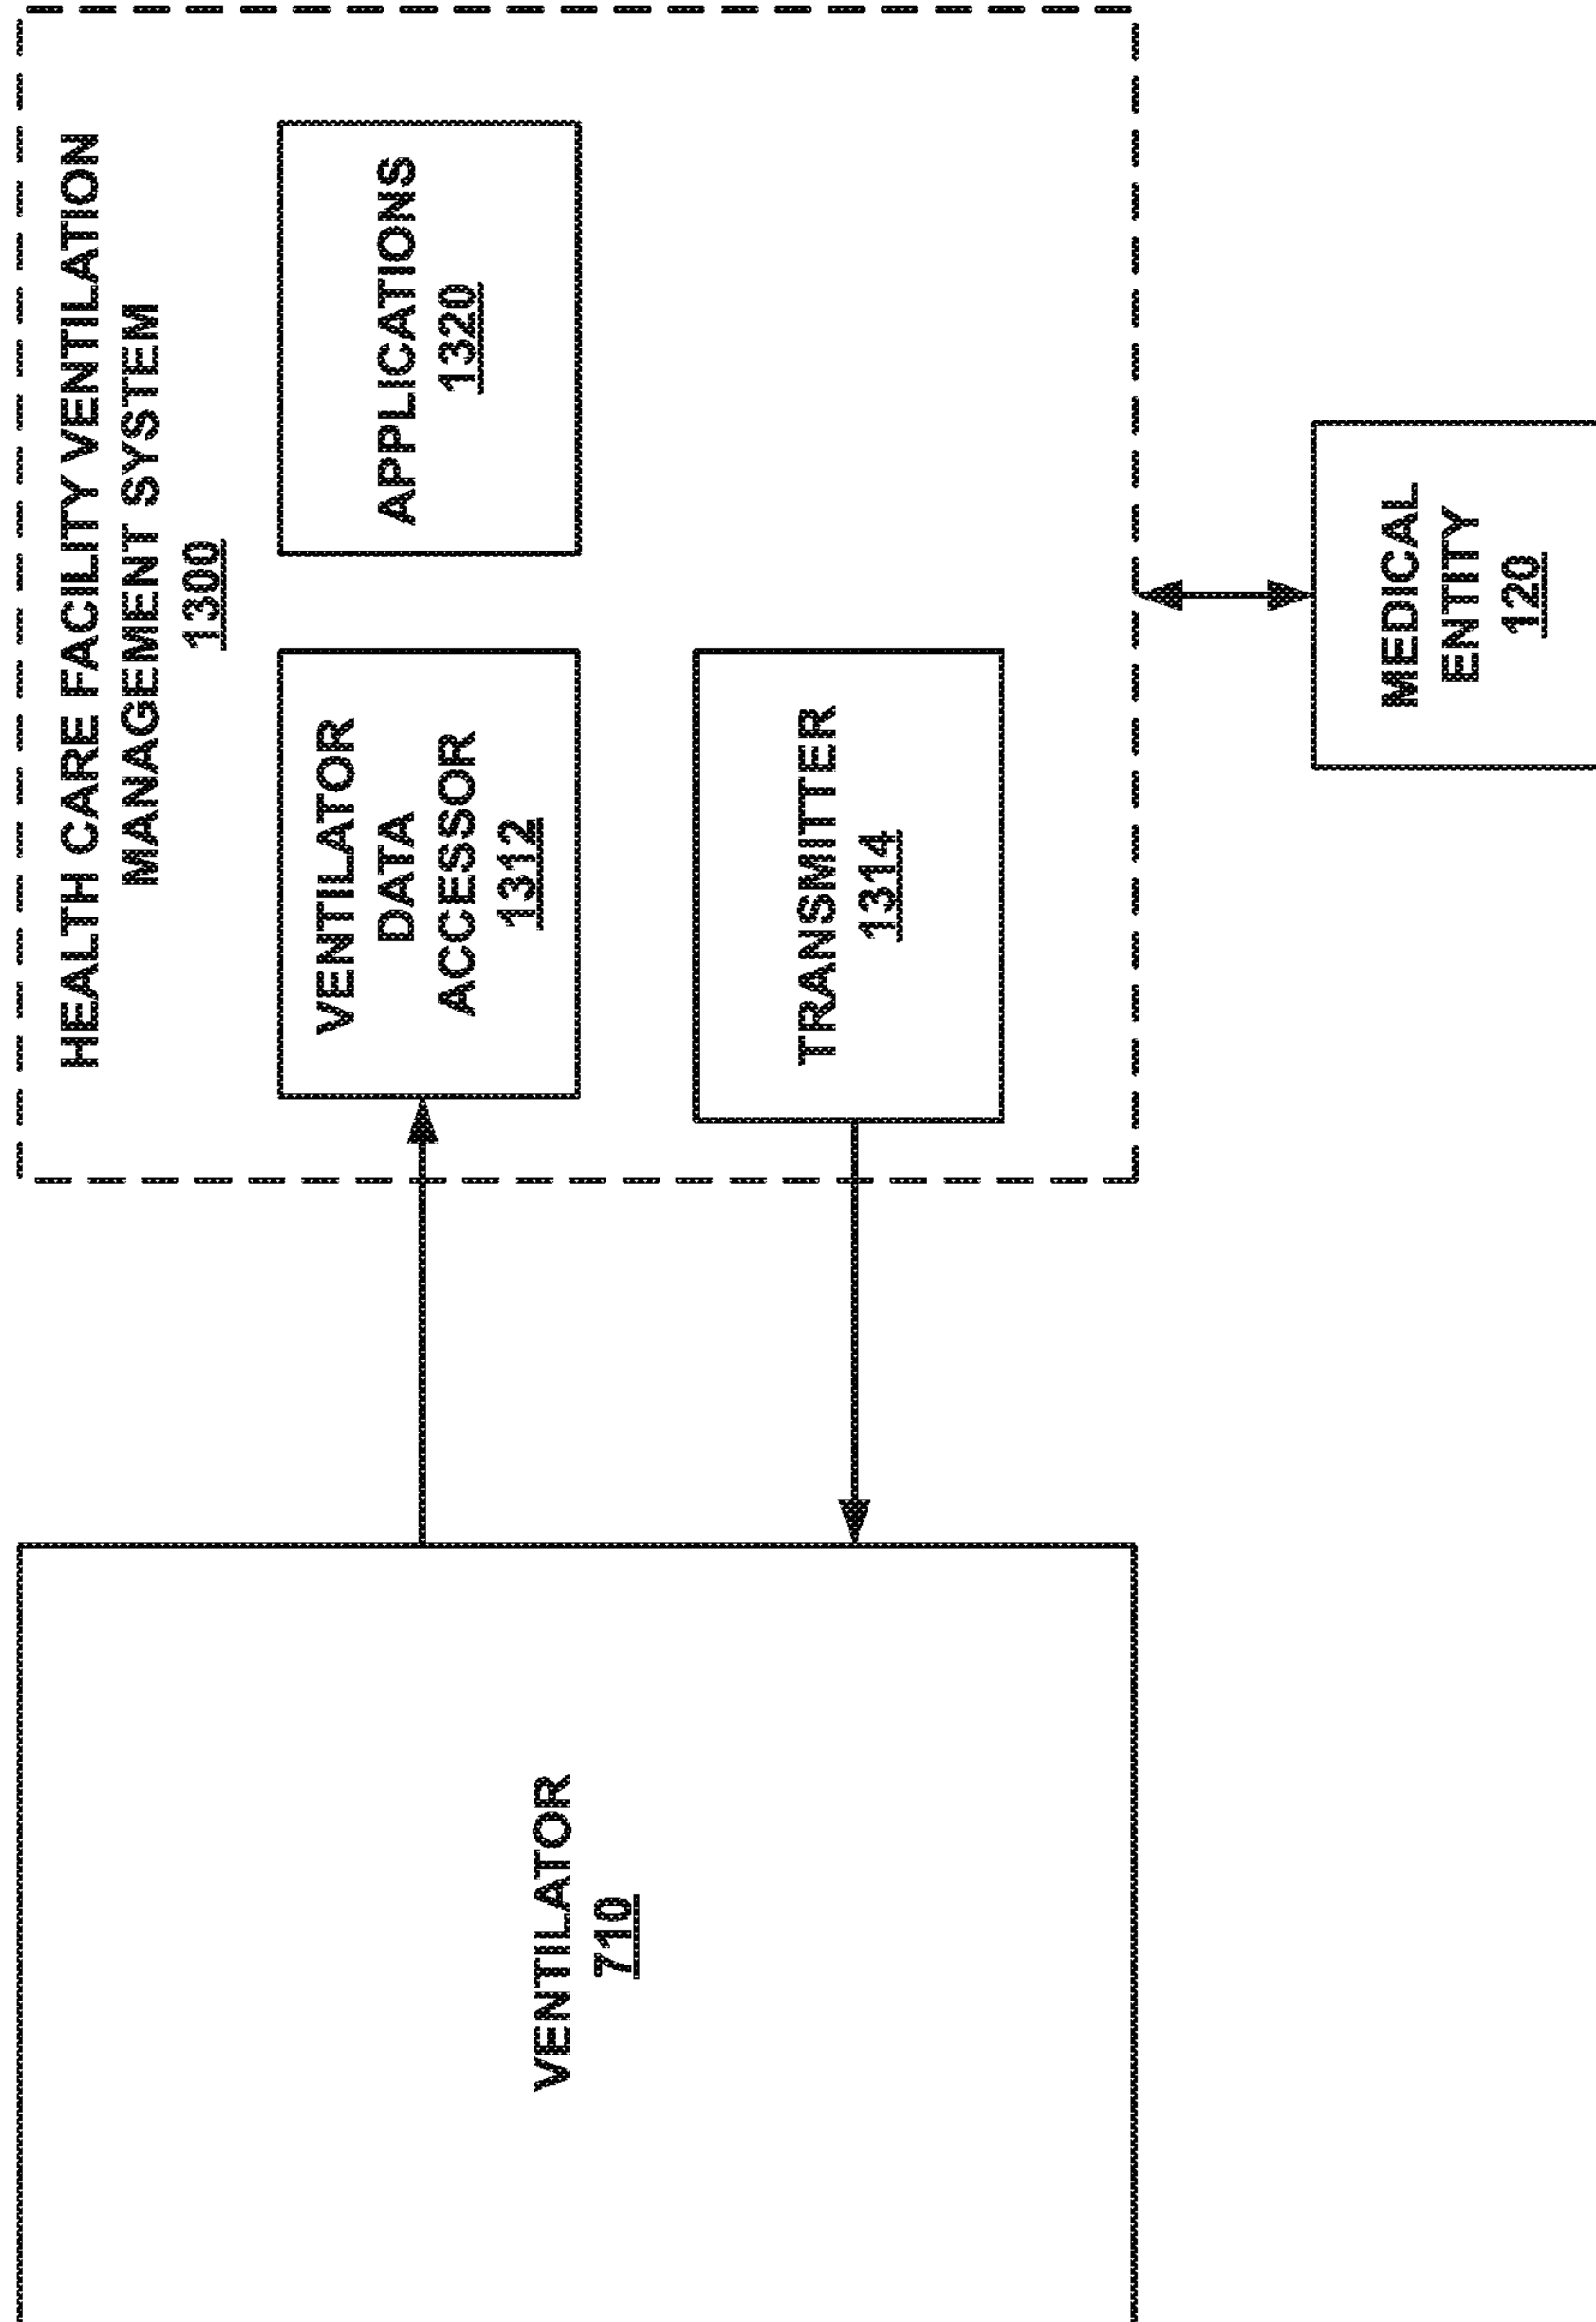 HEALTH CARE FACILITY VENTILATION
MANAGEMENT SYSTEM
1300
VENTILATOR
DATA
ACCESSOR
1312
APPLICATIONS
1320
TRANSMITTER
1314
VENTILATOR
710
MEDICAL
ENTITY
120